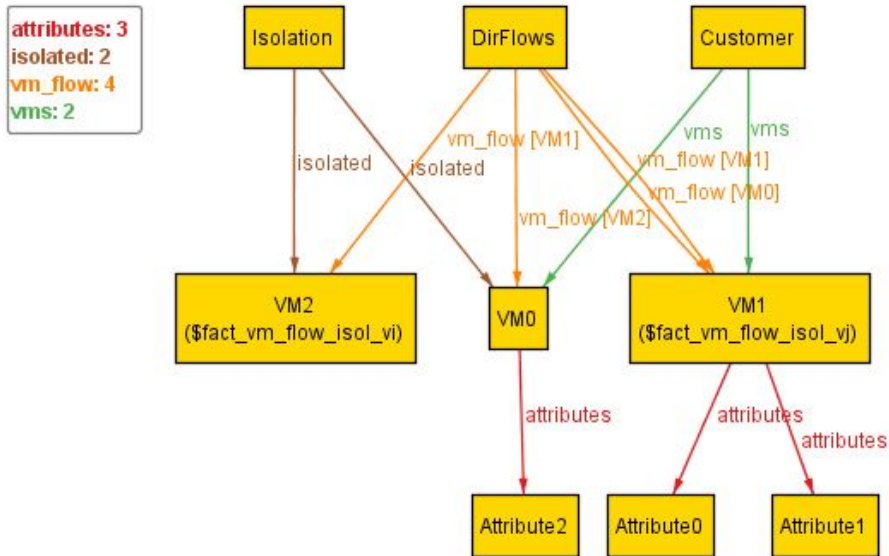 attributes: 3
isolated: 2
vm_flow: 4
vms: 2
Isolation
DirFlows
Customer
vms
vms
vm_flow [VM1]
isolated
isolated
vm_flow [VM1]
vm_flow [VM0]
vm_flow [VM2]
VM2
($fact_vm_flow_isol_vi)
VM0
VM1
($fact_vm_flow_isol_vj)
attributes
attributes
attributes
Attribute2
Attribute0
Attribute1